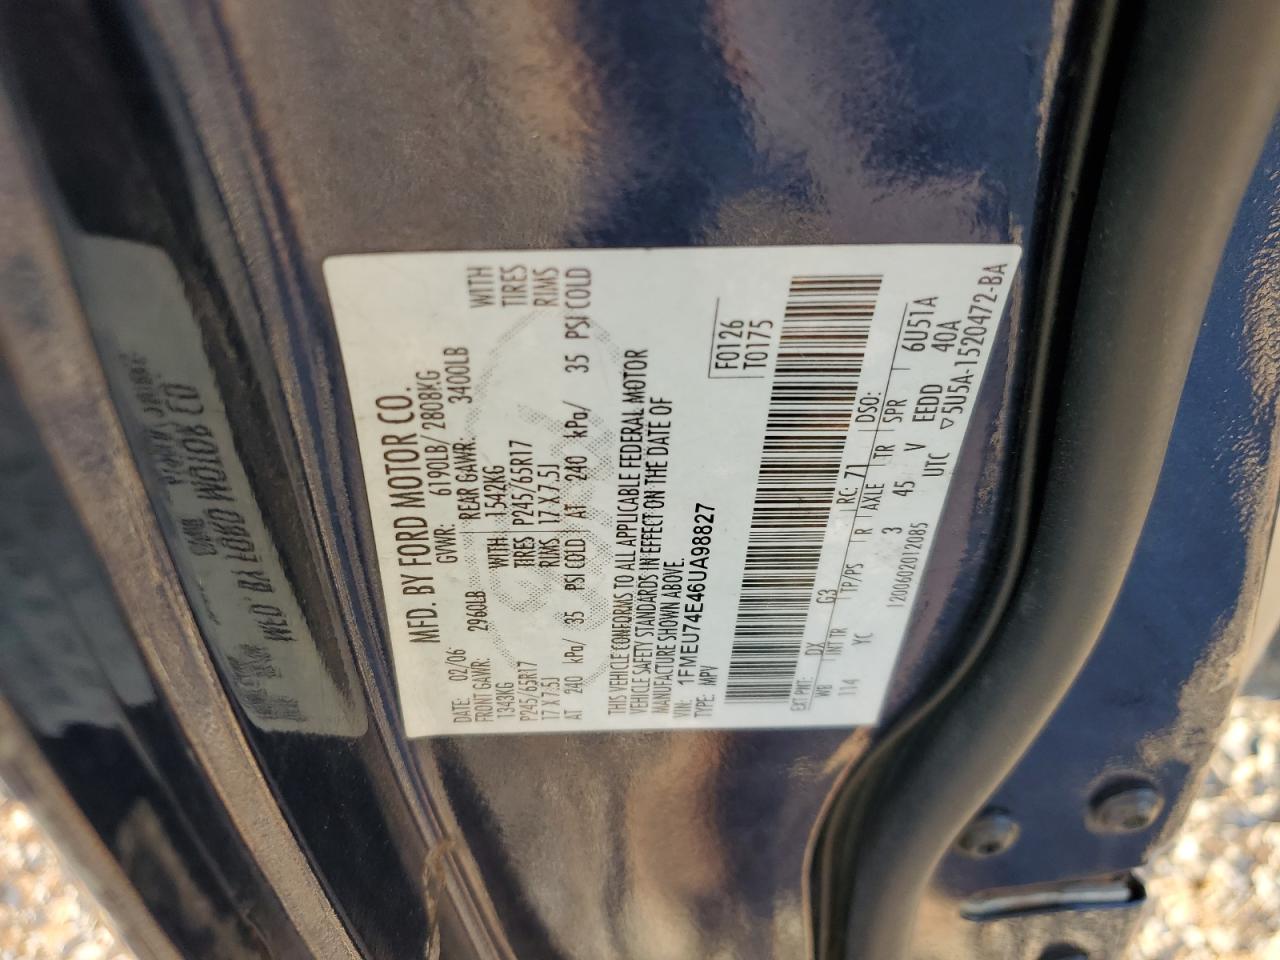 MFD. BY FORD MOTOR CO.
DATE: 02/06 GVWR: 6190LB/ 2808KG
FRONT GAWR: 2960LB REAR GAWR: 3400LB
1343KG WITH 1542KG WITH
P245/65R17 TIRES P245/65R17 TIRES
17 X 7.5J RIMS 17 X 7.5J RIMS
AT 240 kPa/ 35 PSI COLD AT 240 kPa/ 35 PSI COLD
THIS VEHICLE CONFORMS TO ALL APPLICABLE FEDERAL MOTOR
VEHICLE SAFETY STANDARDS IN EFFECT ON THE DATE OF
MANUFACTURE SHOWN ABOVE.
VIN: 1FMEU74E46UA98827 F0126
TYPE: MPV T0175
EXT PNT: DX G3 RC: 71 DSO:
WB INT TR TP/PS R AXLE TR SPR 6U51A
114 YC 3 45 V EEDD 40A
1200602012085 UTC ▽5U5A-1520472-BA